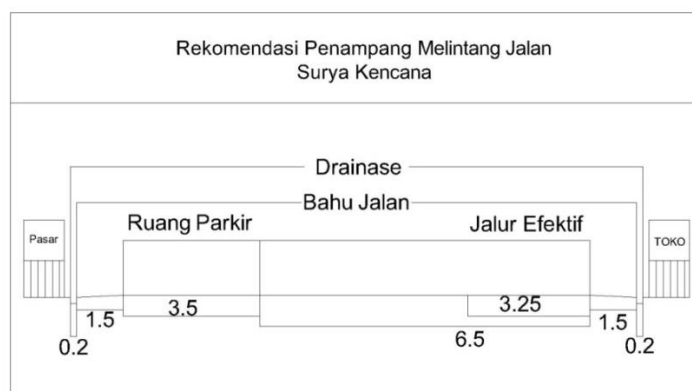 Rekomendasi Penampang Melintang Jalan
Surya Kencana
Drainase
Bahu Jalan
Ruang Parkir
Jalur Efektif
Pasar
TOKO
1.5
3.5
3.25
1.5
0.2
6.5
0.2